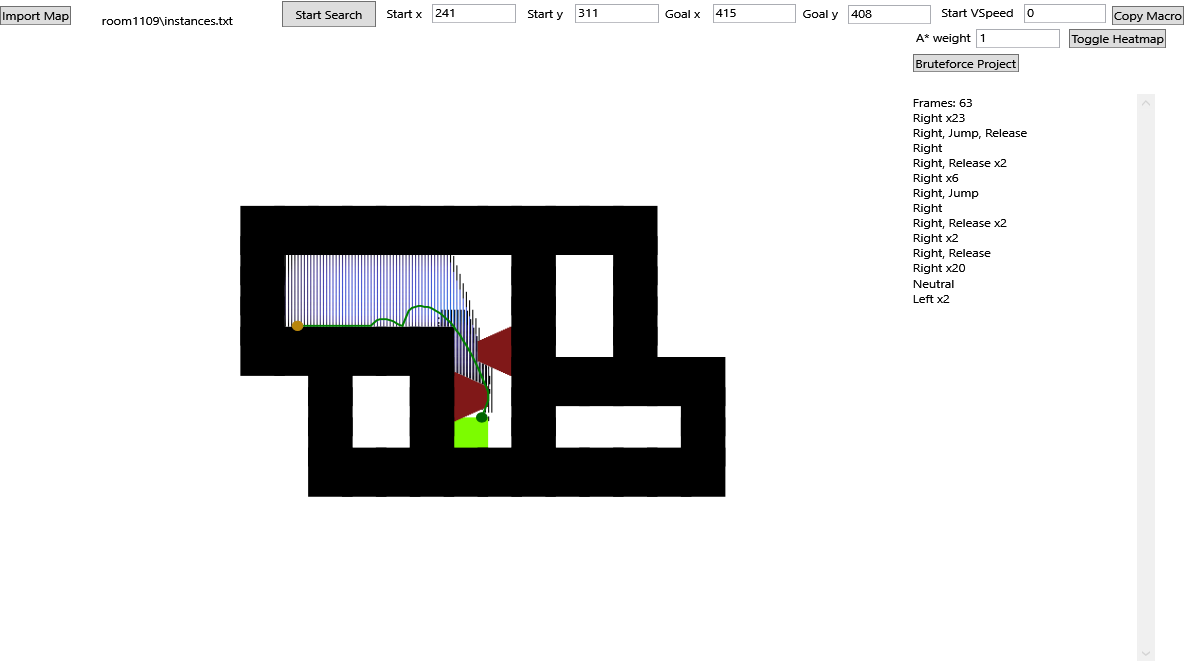 Import Map room1109\instances.txt Start Search Start x 241 Start y 311 Goal x 415 Goal y 408 Start VSpeed 0 Copy Macro
A* weight 1 Toggle Heatmap
Bruteforce Project
Frames: 63
Right x23
Right, Jump, Release
Right
Right, Release x2
Right x6
Right, Jump
Right
Right, Release x2
Right x2
Right, Release
Right x20
Neutral
Left x2